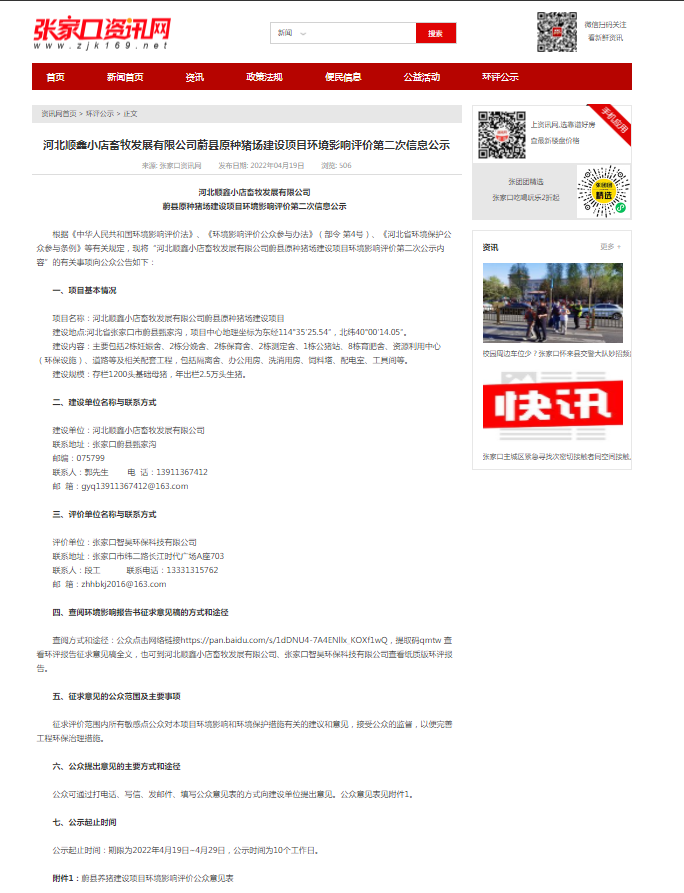 张家口资讯网
www.zjk169.net
新闻
搜索
微信扫码关注
看新鲜资讯
首页 新闻首页 资讯 政策法规 便民信息 公益活动 环评公示
资讯网首页 > 环评公示 > 正文
河北顺鑫小店畜牧发展有限公司蔚县原种猪场建设项目环境影响评价第二次信息公示
来源: 张家口资讯网 发布日期: 2022年04月19日 浏览: 506
河北顺鑫小店畜牧发展有限公司
蔚县原种猪场建设项目环境影响评价第二次信息公示
根据《中华人民共和国环境影响评价法》、《环境影响评价公众参与办法》（部令 第4号）、《河北省环境保护公
众参与条例》等有关规定，现将“河北顺鑫小店畜牧发展有限公司蔚县原种猪场建设项目环境影响评价第二次公示内
容”的有关事项向公众公告如下：
一、项目基本情况
项目名称：河北顺鑫小店畜牧发展有限公司蔚县原种猪场建设项目
建设地点:河北省张家口市蔚县甄家沟，项目中心地理坐标为东经114°35'25.54"，北纬40°00'14.05"。
建设内容：主要包括2栋妊娠舍、2栋分娩舍、2栋保育舍、2栋测定舍、1栋公猪站、8栋育肥舍、资源利用中心
（环保设施）、道路等及相关配套工程，包括隔离舍、办公用房、洗消用房、饲料塔、配电室、工具间等。
建设规模：存栏1200头基础母猪，年出栏2.5万头生猪。
二、建设单位名称与联系方式
建设单位：河北顺鑫小店畜牧发展有限公司
联系地址：张家口蔚县甄家沟
邮编：075799
联系人：郭先生 电 话：13911367412
邮 箱：gyq13911367412@163.com
三、评价单位名称与联系方式
评价单位：张家口智昊环保科技有限公司
联系地址：张家口市纬二路长江时代广场A座703
联系人：段工 联系电话：13331315762
邮 箱：zhhbkj2016@163.com
四、查阅环境影响报告书征求意见稿的方式和途径
查阅方式和途径：公众点击网络链接https://pan.baidu.com/s/1dDNU4-7A4ENllx_KOXf1wQ，提取码qmtw 查
看环评报告征求意见稿全文，也可到河北顺鑫小店畜牧发展有限公司、张家口智昊环保科技有限公司查看纸质版环评报
告。
五、征求意见的公众范围及主要事项
征求评价范围内所有敏感点公众对本项目环境影响和环境保护措施有关的建议和意见，接受公众的监督，以便完善
工程环保治理措施。
六、公众提出意见的主要方式和途径
公众可通过打电话、写信、发邮件、填写公众意见表的方式向建设单位提出意见。公众意见表见附件1。
七、公示起止时间
公示起止时间：期限为2022年4月19日~4月29日，公示时间为10个工作日。
附件1：蔚县养猪建设项目环境影响评价公众意见表
手机应用
上资讯网,选靠谱好房
查最新楼盘价格
张团团精选
张家口吃喝玩乐2折起
张团团
精选
资讯
更多 +
校园周边车位少？张家口怀来县交警大队妙招频
快讯
张家口主城区紧急寻找次密切接触者同空间接触